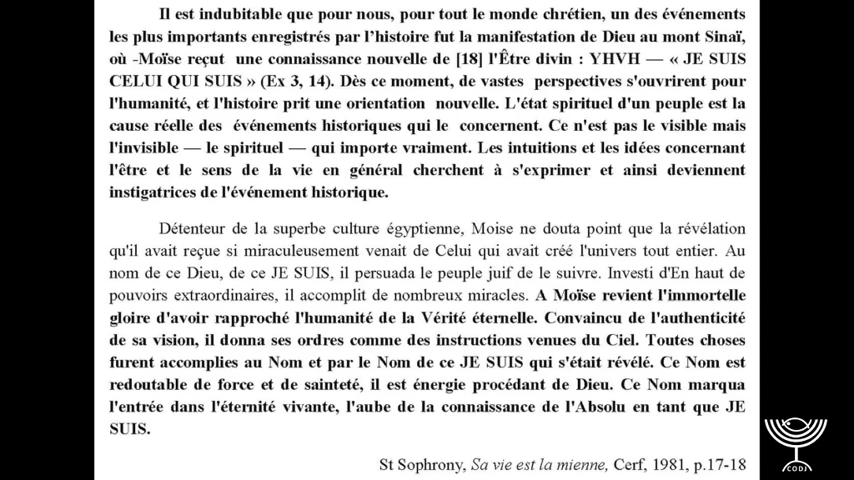 Il est indubitable que pour nous, pour tout le monde chrétien, un des événements
les plus importants enregistrés par l'histoire fut la manifestation de Dieu au mont Sinaï,
où -Moïse reçut une connaissance nouvelle de [18] l'Être divin : YHVH — « JE SUIS
CELUI QUI SUIS » (Ex 3, 14). Dès ce moment, de vastes perspectives s'ouvrirent pour
l'humanité, et l'histoire prit une orientation nouvelle. L'état spirituel d'un peuple est la
cause réelle des événements historiques qui le concernent. Ce n'est pas le visible mais
l'invisible — le spirituel — qui importe vraiment. Les intuitions et les idées concernant
l'être et le sens de la vie en général cherchent à s'exprimer et ainsi deviennent
instigatrices de l'événement historique.
Détenteur de la superbe culture égyptienne, Moise ne douta point que la révélation
qu'il avait reçue si miraculeusement venait de Celui qui avait créé l'univers tout entier. Au
nom de ce Dieu, de ce JE SUIS, il persuada le peuple juif de le suivre. Investi d'En haut de
pouvoirs extraordinaires, il accomplit de nombreux miracles. A Moïse revient l'immortelle
gloire d'avoir rapproché l'humanité de la Vérité éternelle. Convaincu de l'authenticité
de sa vision, il donna ses ordres comme des instructions venues du Ciel. Toutes choses
furent accomplies au Nom et par le Nom de ce JE SUIS qui s'était révélé. Ce Nom est
redoutable de force et de sainteté, il est énergie procédant de Dieu. Ce Nom marqua
l'entrée dans l'éternité vivante, l'aube de la connaissance de l'Absolu en tant que JE
SUIS.
St Sophrony, Sa vie est la mienne, Cerf, 1981, p.17-18
CODJ